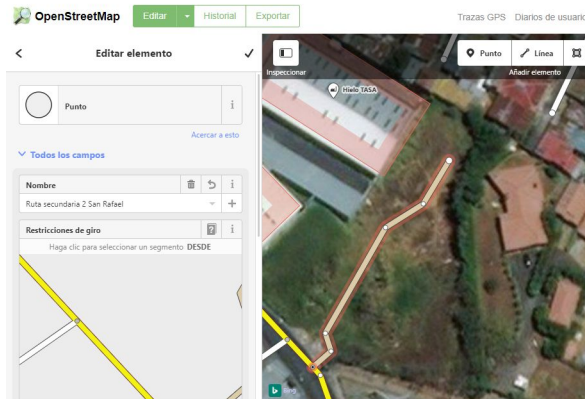 OpenStreetMap Editar Historial Exportar Trazas GPS Diarios de usuario
Editar elemento
Inspeccionar
Punto Línea
Añadir elemento
Hielo TASA
Punto
Acercar a esto
Todos los campos
Nombre
Ruta secundaria 2 San Rafael
Restricciones de giro
Haga clic para seleccionar un segmento DESDE